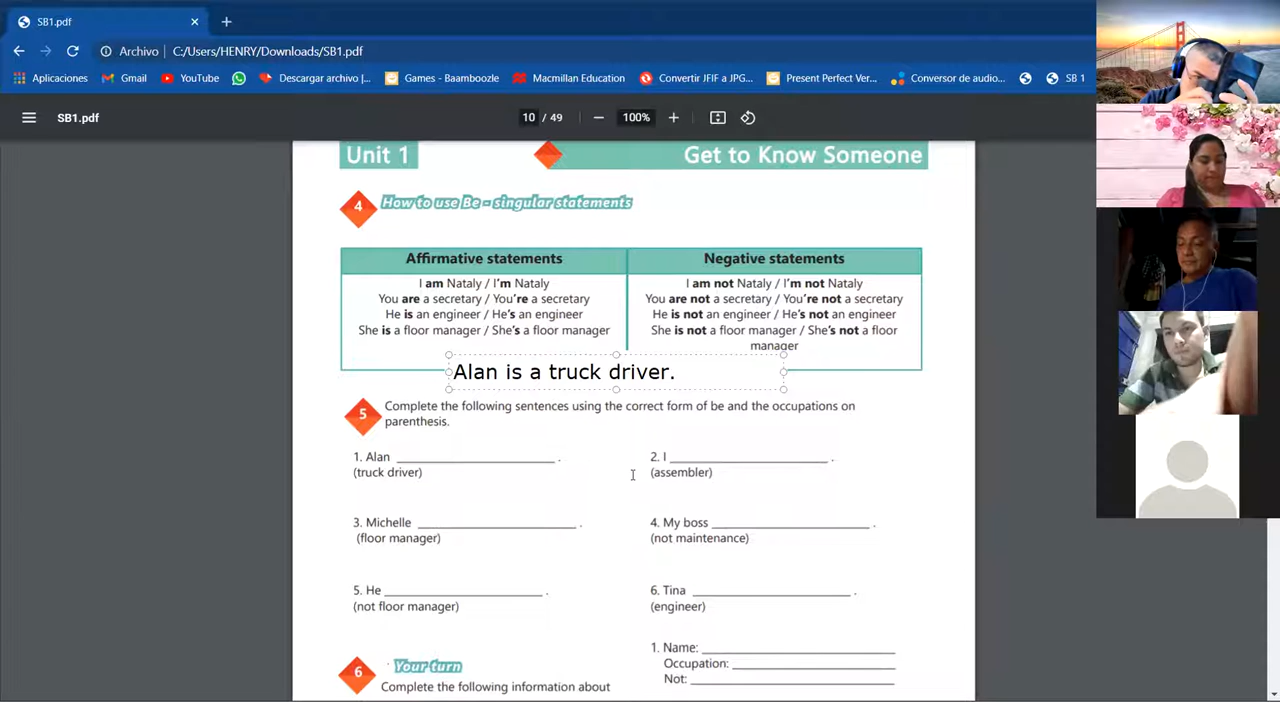 SB1.pdf
Archivo C:/Users/HENRY/Downloads/SB1.pdf
Aplicaciones Gmail YouTube Descargar archivo |... Games - Baamboozle Macmillan Education Convertir JFIF a JPG... Present Perfect Ver... Conversor de audio... SB 1
SB1.pdf 10 / 49 100%
Unit 1 Get to Know Someone
4 How to use Be - singular statements
Affirmative statements Negative statements
I am Nataly / I'm Nataly I am not Nataly / I'm not Nataly
You are a secretary / You're a secretary You are not a secretary / You're not a secretary
He is an engineer / He's an engineer He is not an engineer / He's not an engineer
She is a floor manager / She's a floor manager She is not a floor manager / She's not a floor
manager
Alan is a truck driver.
5 Complete the following sentences using the correct form of be and the occupations on
parenthesis.
1. Alan ____________________ . 2. I ____________________ .
(truck driver) (assembler)
3. Michelle ____________________ . 4. My boss ____________________ .
(floor manager) (not maintenance)
5. He ____________________ . 6. Tina ____________________ .
(not floor manager) (engineer)
1. Name: ____________________
Occupation: ____________________
Not: ____________________
6 Your turn
Complete the following information about